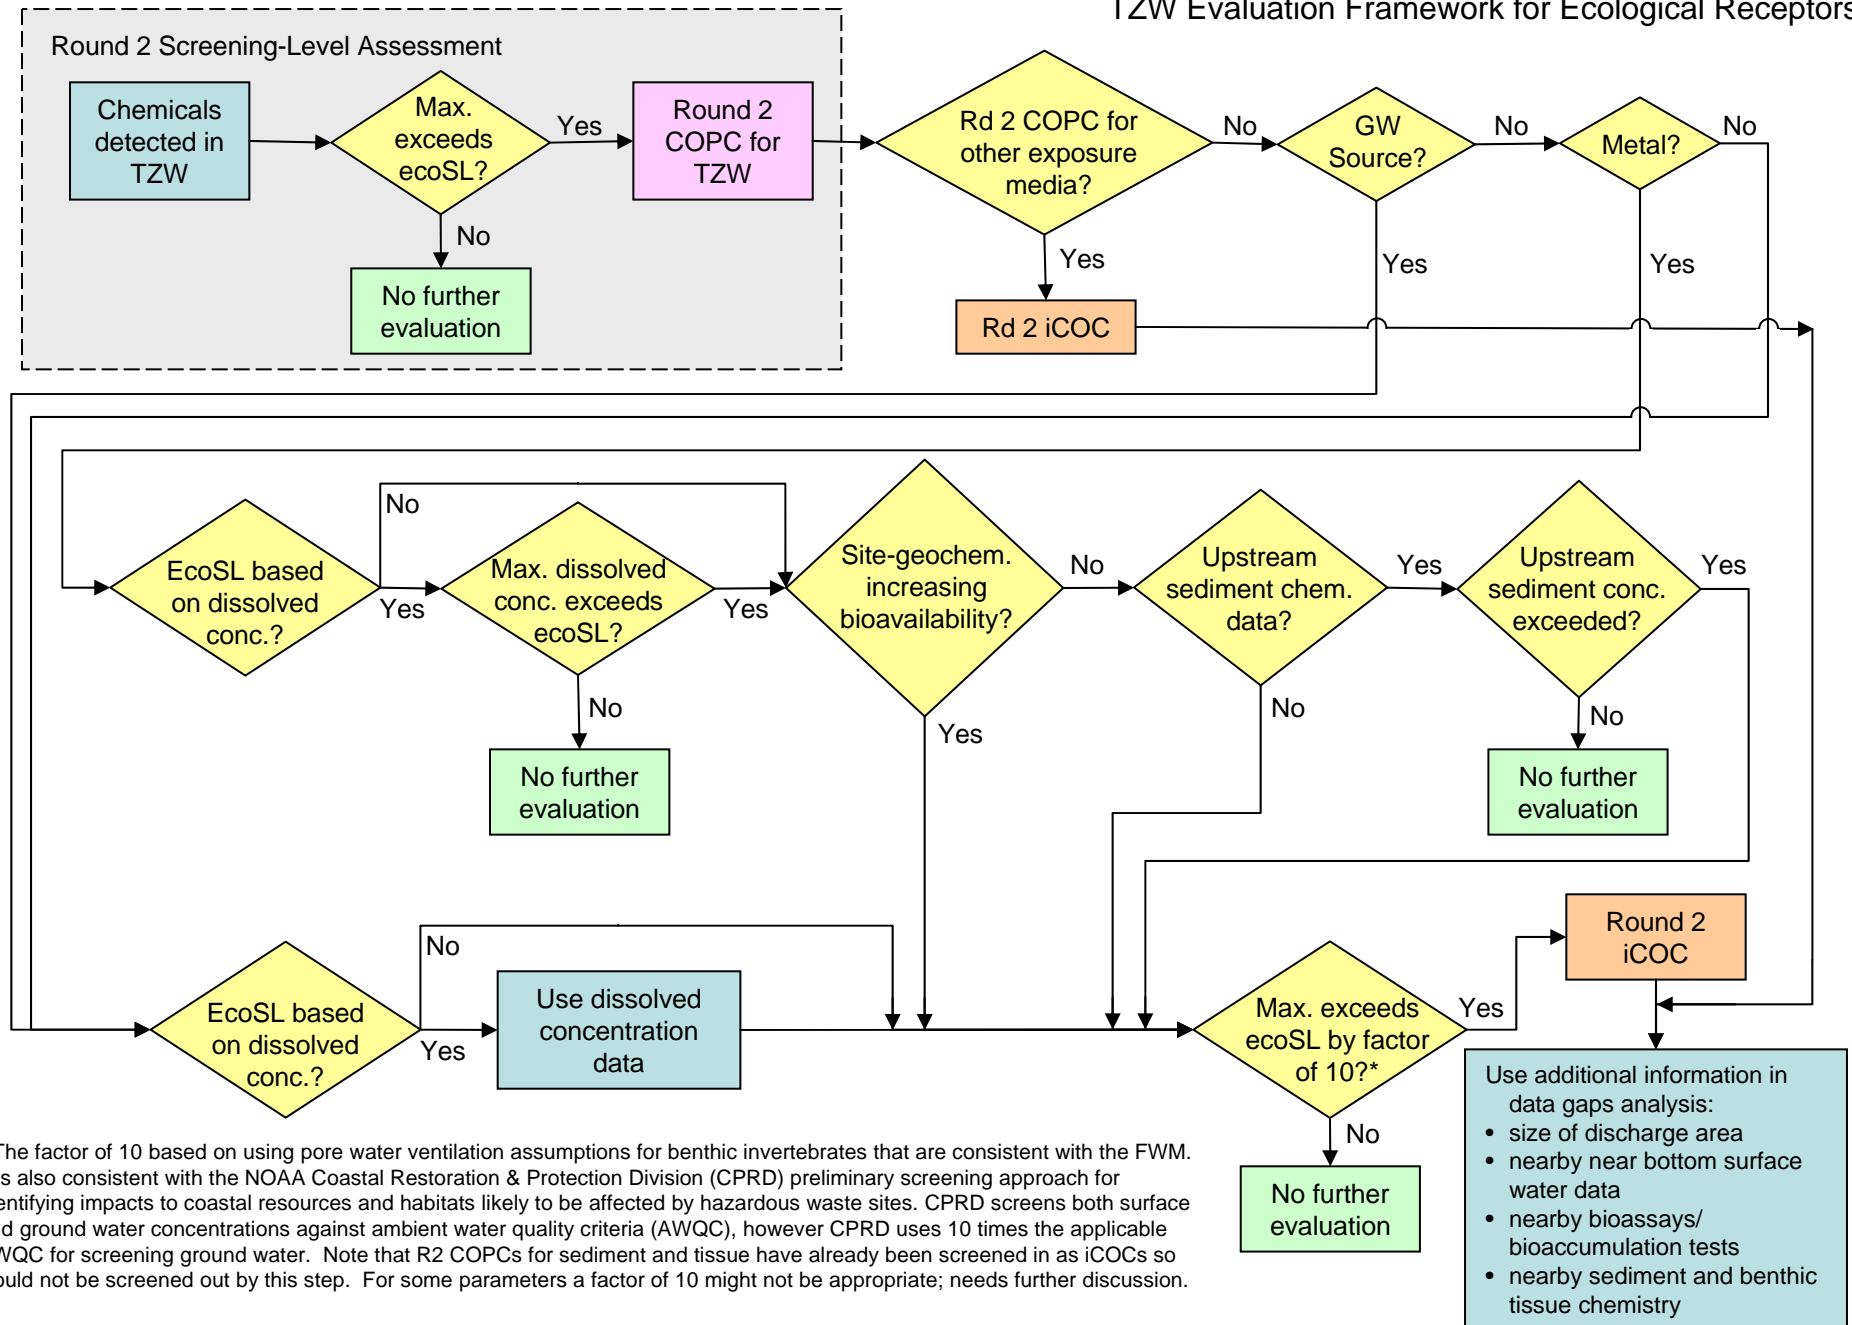 TZW Evaluation Framework for Ecological Receptors
Round 2 Screening-Level Assessment
Chemicals
detected in
TZW
Max.
exceeds
ecoSL?
Yes
No
No further
evaluation
Round 2
COPC for
TZW
Rd 2 COPC for
other exposure
media?
No
Yes
Rd 2 iCOC
GW
Source?
No
Yes
Metal?
No
Yes
EcoSL based
on dissolved
conc.?
No
Yes
Max. dissolved
conc. exceeds
ecoSL?
Yes
No
No further
evaluation
Site-geochem.
increasing
bioavailability?
No
Yes
Upstream
sediment chem.
data?
Yes
No
Upstream
sediment conc.
exceeded?
Yes
No
No further
evaluation
EcoSL based
on dissolved
conc.?
No
Yes
Use dissolved
concentration
data
Max. exceeds
ecoSL by factor
of 10?*
Yes
No
No further
evaluation
Round 2
iCOC
Use additional information in
data gaps analysis:
• size of discharge area
• nearby near bottom surface
water data
• nearby bioassays/
bioaccumulation tests
• nearby sediment and benthic
tissue chemistry
The factor of 10 based on using pore water ventilation assumptions for benthic invertebrates that are consistent with the FWM.
s also consistent with the NOAA Coastal Restoration & Protection Division (CPRD) preliminary screening approach for
entifying impacts to coastal resources and habitats likely to be affected by hazardous waste sites. CPRD screens both surface
d ground water concentrations against ambient water quality criteria (AWQC), however CPRD uses 10 times the applicable
WQC for screening ground water. Note that R2 COPCs for sediment and tissue have already been screened in as iCOCs so
ould not be screened out by this step. For some parameters a factor of 10 might not be appropriate; needs further discussion.